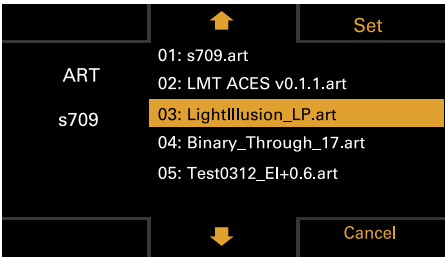 Set
ART
s709
01: s709.art
02: LMT ACES v0.1.1.art
03: LightIllusion_LP.art
04: Binary_Through_17.art
05: Test0312_EI+0.6.art
Cancel